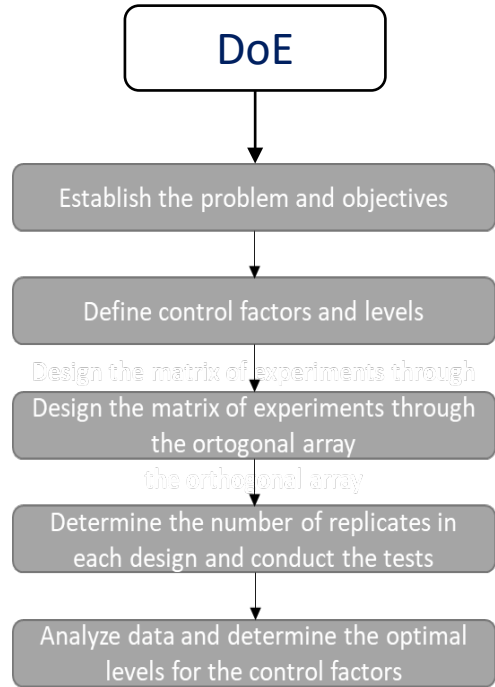 DoE
Establish the problem and objectives
Define control factors and levels
Design the matrix of experiments through
Design the matrix of experiments through
the ortogonal array
the orthogonal array
Determine the number of replicates in
each design and conduct the tests
Analyze data and determine the optimal
levels for the control factors